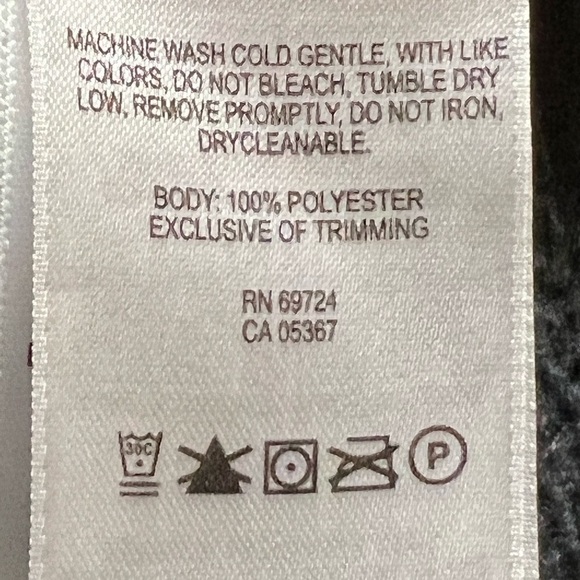 MACHINE WASH COLD GENTLE, WITH LIKE
COLORS, DO NOT BLEACH, TUMBLE DRY
LOW, REMOVE PROMPTLY, DO NOT IRON,
DRYCLEANABLE.
BODY: 100% POLYESTER
EXCLUSIVE OF TRIMMING
RN 69724
CA 05367
30C
P